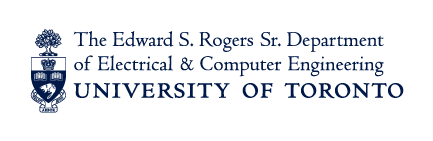 The Edward S. Rogers Sr. Department
of Electrical & Computer Engineering
UNIVERSITY OF TORONTO